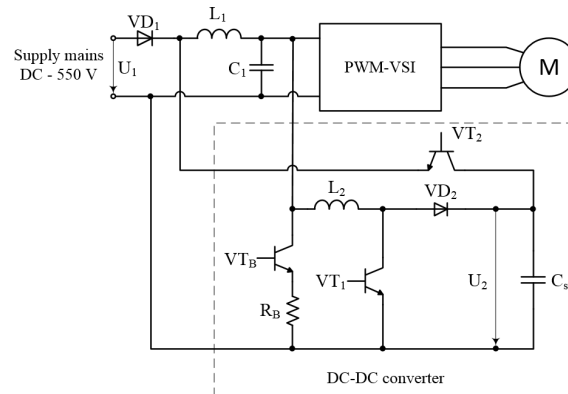 L₁
VD₁
Supply mains
DC - 550 V
U₁
C₁
PWM-VSI
M
VT₂
L₂
VD₂
VT_B
VT₁
U₂
C_s
R_B
DC-DC converter